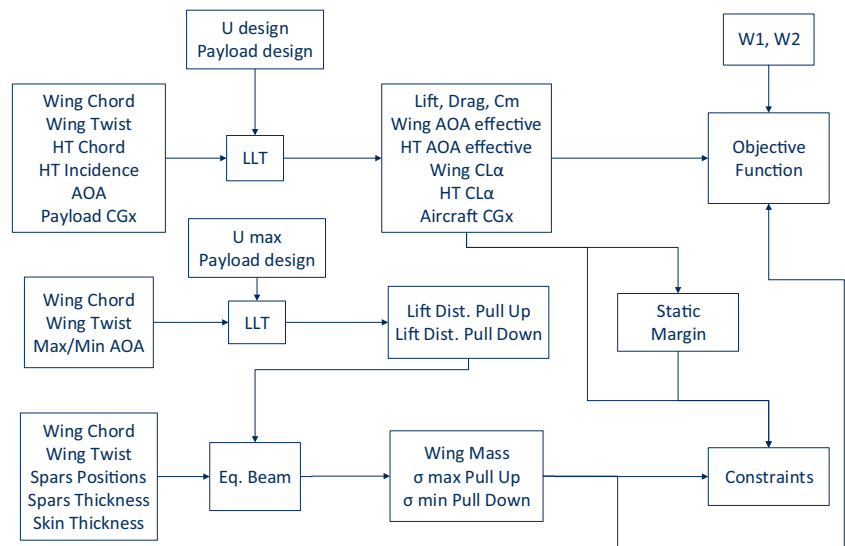 U design
Payload design
W1, W2
Wing Chord
Wing Twist
HT Chord
HT Incidence
AOA
Payload CGx
LLT
Lift, Drag, Cm
Wing AOA effective
HT AOA effective
Wing CLα
HT CLα
Aircraft CGx
Objective
Function
U max
Payload design
Wing Chord
Wing Twist
Max/Min AOA
LLT
Lift Dist. Pull Up
Lift Dist. Pull Down
Static
Margin
Wing Chord
Wing Twist
Spars Positions
Spars Thickness
Skin Thickness
Eq. Beam
Wing Mass
σ max Pull Up
σ min Pull Down
Constraints